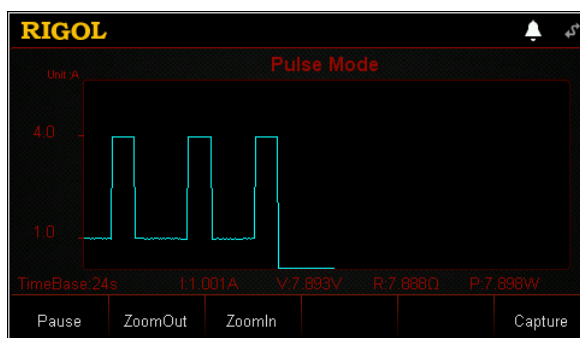 RIGOL
Pulse Mode
Unit:A
4.0
1.0
TimeBase:24s I:1.001A V:7.893V R:7.888Ω P:7.898W
Pause ZoomOut ZoomIn Capture